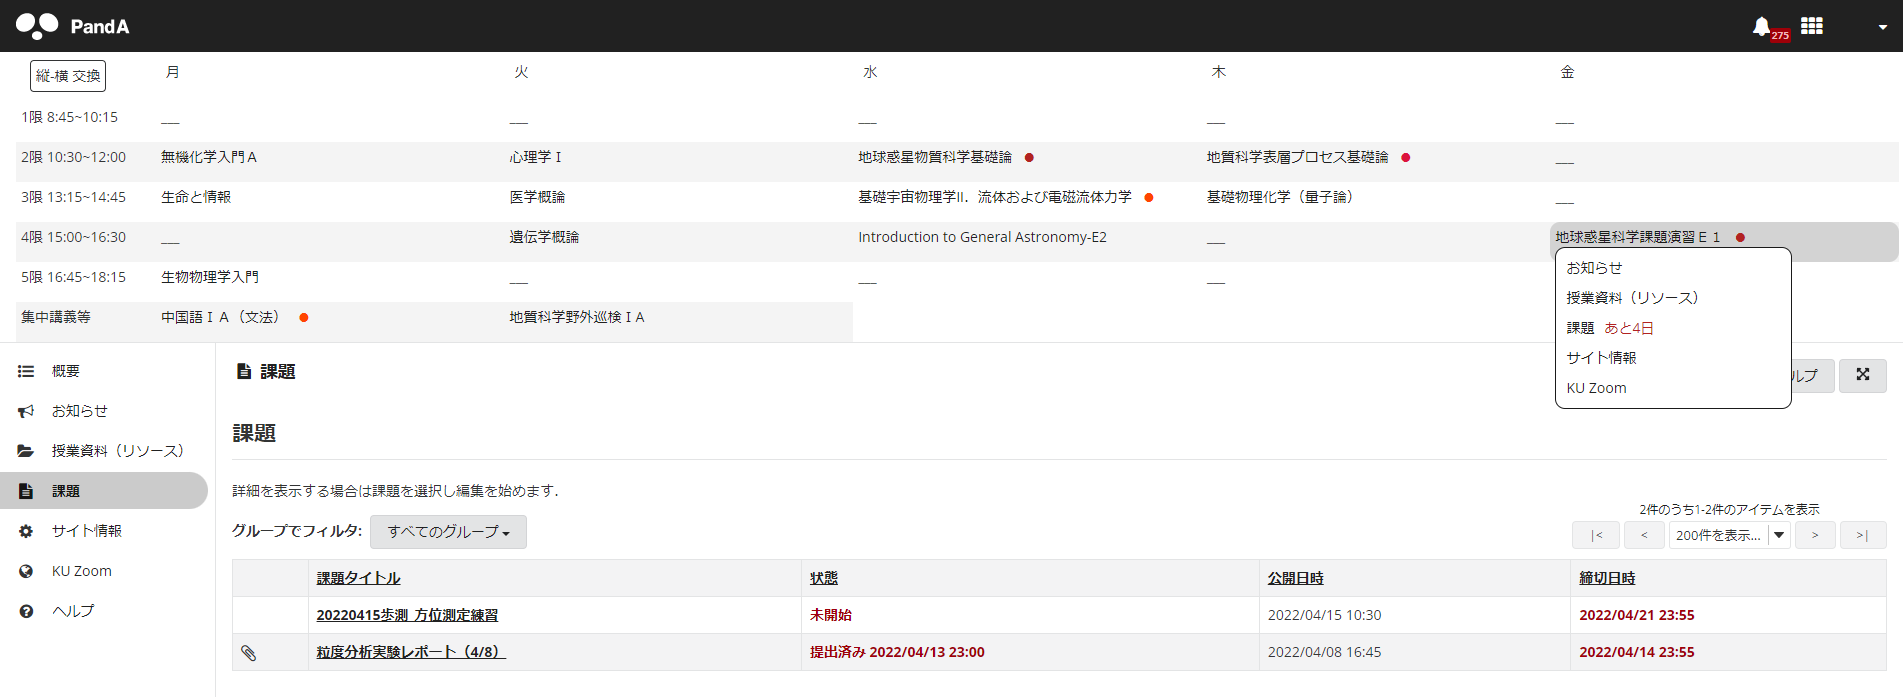 PandA
275
縦-横 交換 月 火 水 木 金
1限 8:45~10:15 ___ ___ ___ ___ ___
2限 10:30~12:00 無機化学入門A 心理学 I 地球惑星物質科学基礎論 地質科学表層プロセス基礎論 ___
3限 13:15~14:45 生命と情報 医学概論 基礎宇宙物理学II. 流体および電磁流体力学 基礎物理化学（量子論） ___
4限 15:00~16:30 ___ 遺伝学概論 Introduction to General Astronomy-E2 ___ 地球惑星科学課題演習E1
5限 16:45~18:15 生物物理学入門 ___ ___ ___
集中講義等 中国語ⅠA（文法） 地質科学野外巡検ⅠA
お知らせ
授業資料（リソース）
課題 あと4日
サイト情報
KU Zoom
概要
お知らせ
授業資料（リソース）
課題
サイト情報
KU Zoom
ヘルプ
課題
ルプ
課題
詳細を表示する場合は課題を選択し編集を始めます.
グループでフィルタ: すべてのグループ
2件のうち1-2件のアイテムを表示
|< < 200件を表示... > >|
課題タイトル 状態 公開日時 締切日時
20220415歩測_方位測定練習 未開始 2022/04/15 10:30 2022/04/21 23:55
粒度分析実験レポート（4/8） 提出済み 2022/04/13 23:00 2022/04/08 16:45 2022/04/14 23:55